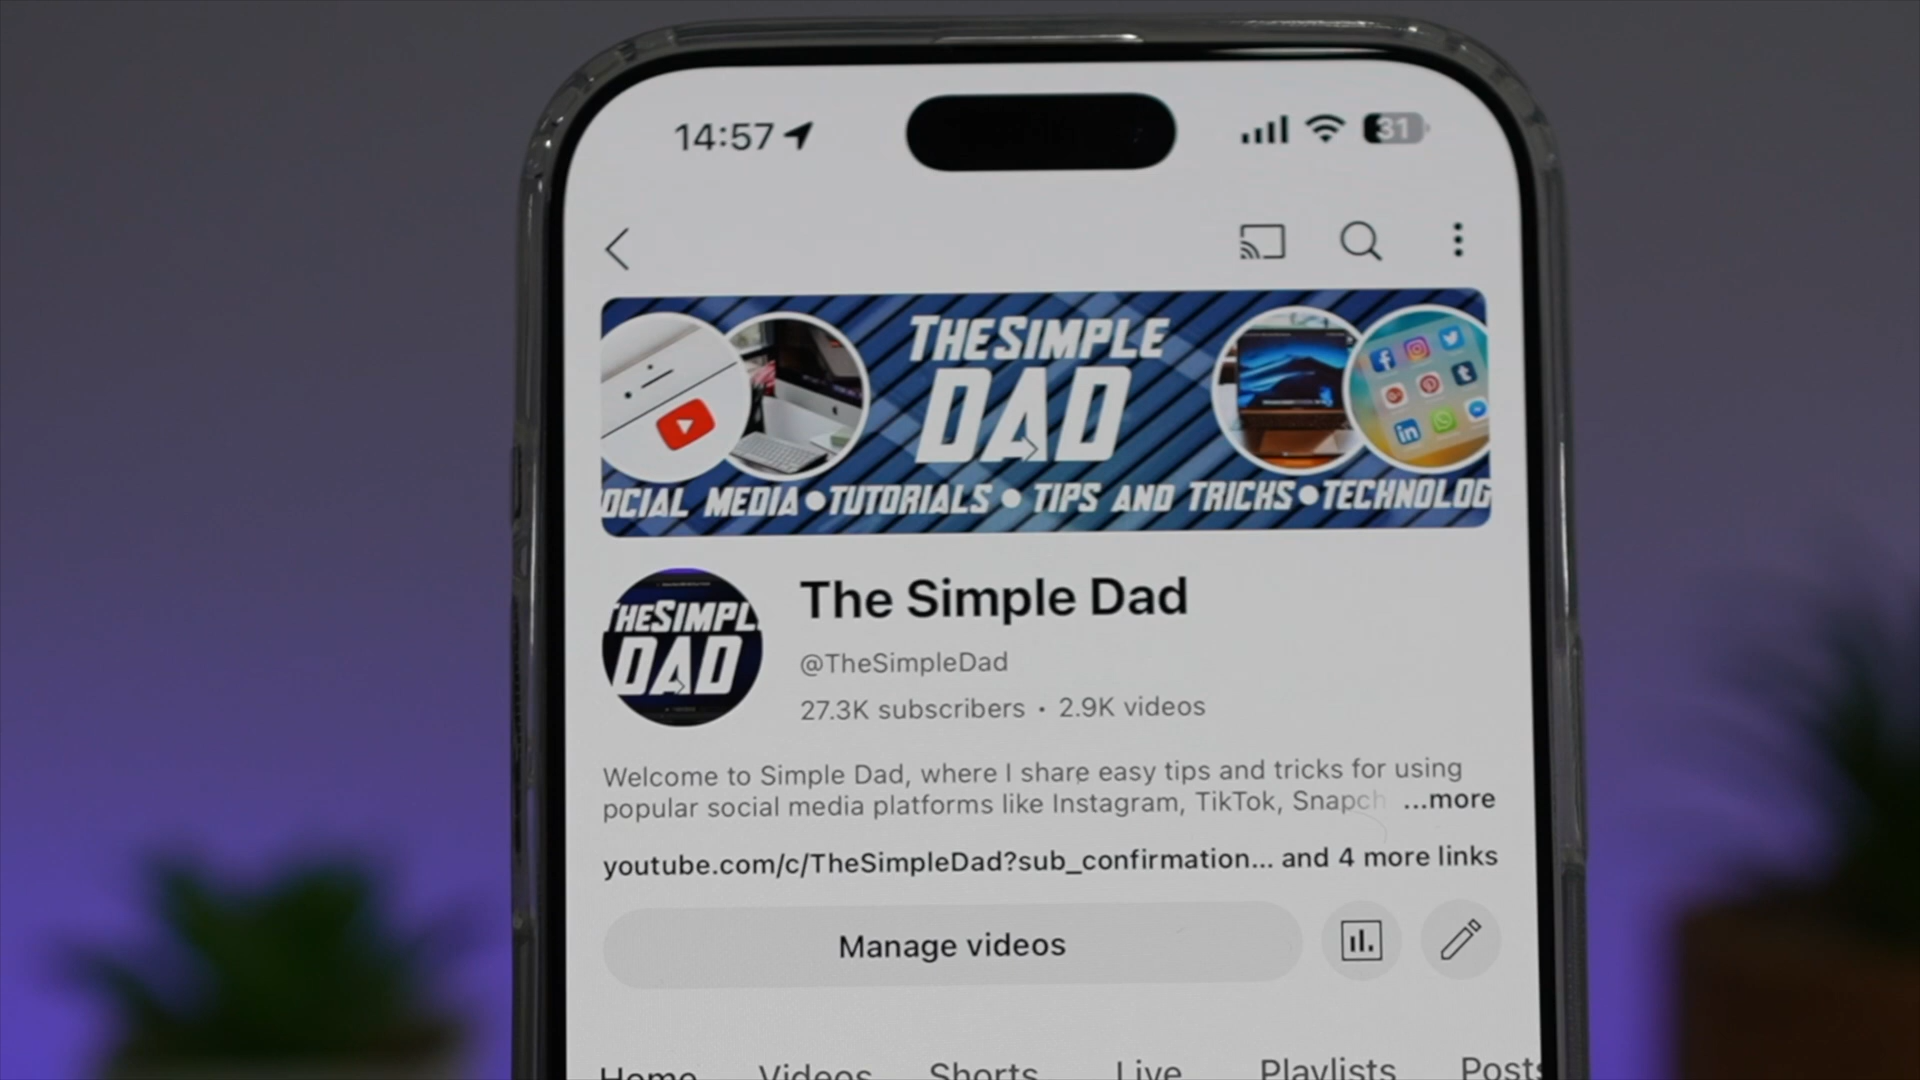 14:57
31
THESIMPLE
DAD
OCIAL MEDIA●TUTORIALS ● TIPS AND TRICKS●TECHNOLOG
THESIMPL
DAD
The Simple Dad
@TheSimpleDad
27.3K subscribers · 2.9K videos
Welcome to Simple Dad, where I share easy tips and tricks for using
popular social media platforms like Instagram, TikTok, Snapch ...more
youtube.com/c/TheSimpleDad?sub_confirmation... and 4 more links
Manage videos
Home Videos Shorts Live Playlists Posts